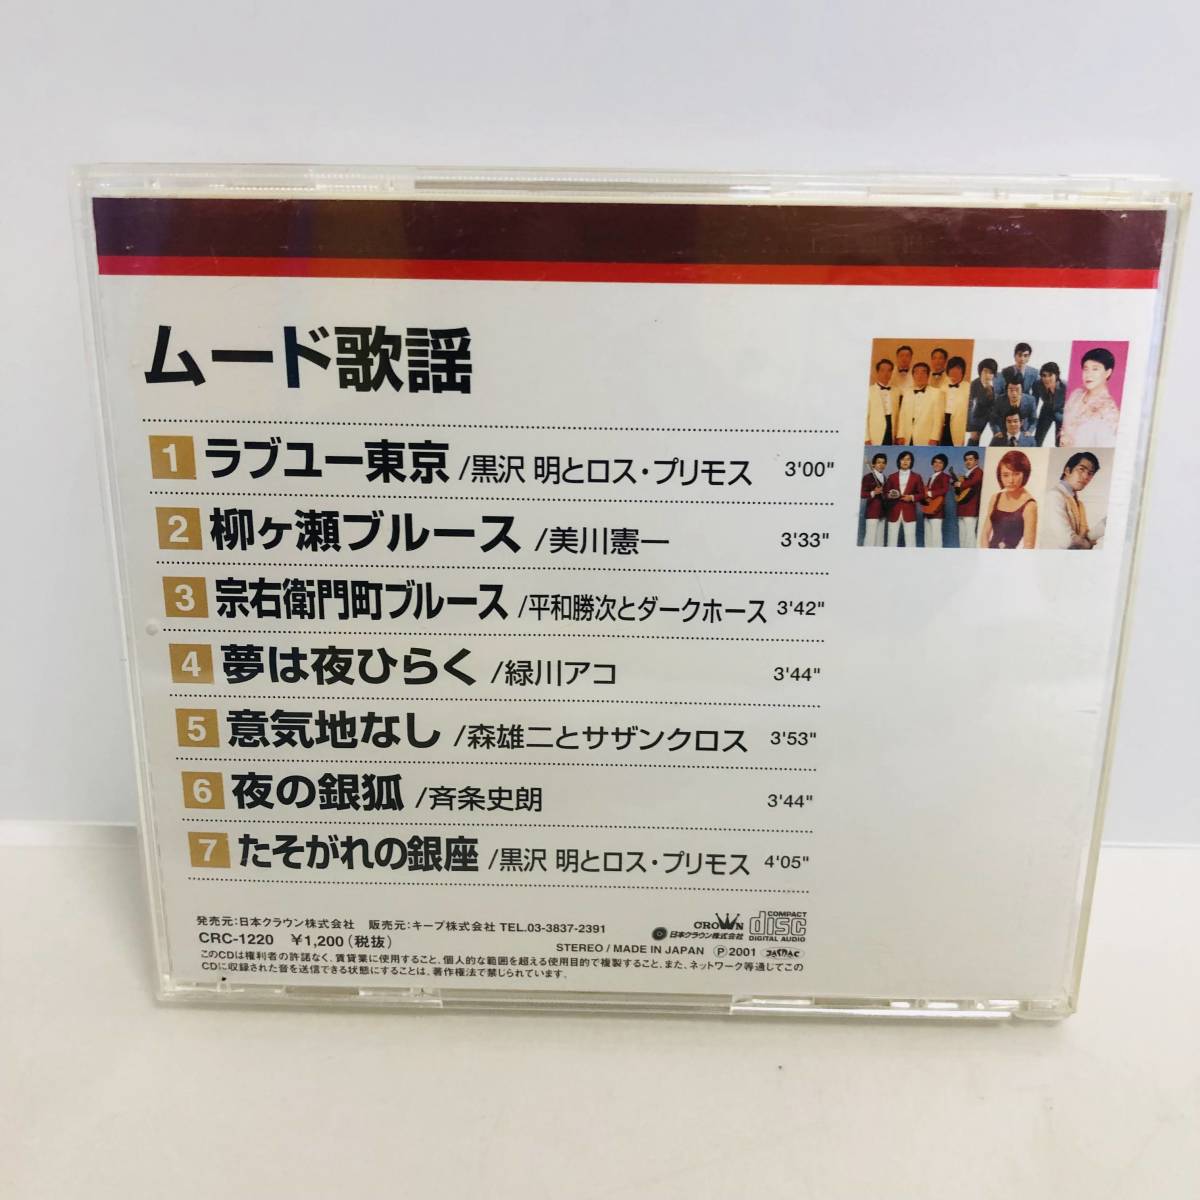 ムード歌謡
1 ラブユー東京/黒沢 明とロス・プリモス 3'00"
2 柳ヶ瀬ブルース/美川憲一 3'33"
3 宗右衛門町ブルース/平和勝次とダークホース 3'42"
4 夢は夜ひらく/緑川アコ 3'44"
5 意気地なし/森雄二とサザンクロス 3'53"
6 夜の銀狐/斉条史朗 3'44"
7 たそがれの銀座/黒沢 明とロス・プリモス 4'05"
発売元:日本クラウン株式会社 販売元:キープ株式会社 TEL.03-3837-2391
CRC-1220 ¥1,200(税抜)
CROWN
日本クラウン株式会社
COMPACT
disc
DIGITAL AUDIO
STEREO / MADE IN JAPAN Ⓟ2001
このCDは権利者の許諾なく、賃貸業に使用すること、個人的な範囲を超える使用目的で複製すること、また、ネットワーク等通してこの
CDに収録された音を送信できる状態にすることは、著作権法で禁じられています。